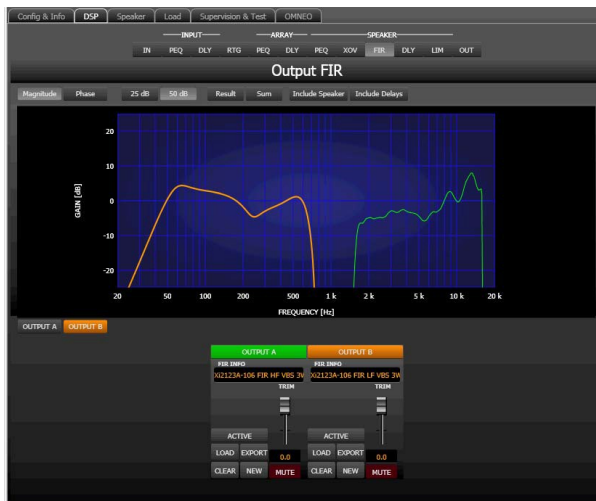 Config & Info DSP Speaker Load Supervision & Test OMNEO
INPUT ARRAY SPEAKER
IN PEQ DLY RTG PEQ DLY PEQ XOV FIR DLY LIM OUT
Output FIR
Magnitude Phase 25 dB 50 dB Result Sum Include Speaker Include Delays
20
10
0
-10
-20
GAIN [dB]
20 50 100 200 500 1 k 2 k 5 k 10 k 20 k
FREQUENCY [Hz]
OUTPUT A OUTPUT B
OUTPUT A OUTPUT B
FIR INFO FIR INFO
Xi2123A-106 FIR HF VBS 3W Xi2123A-106 FIR LF VBS 3W
TRIM TRIM
ACTIVE ACTIVE
LOAD EXPORT 0.0 LOAD EXPORT 0.0
CLEAR NEW MUTE CLEAR NEW MUTE